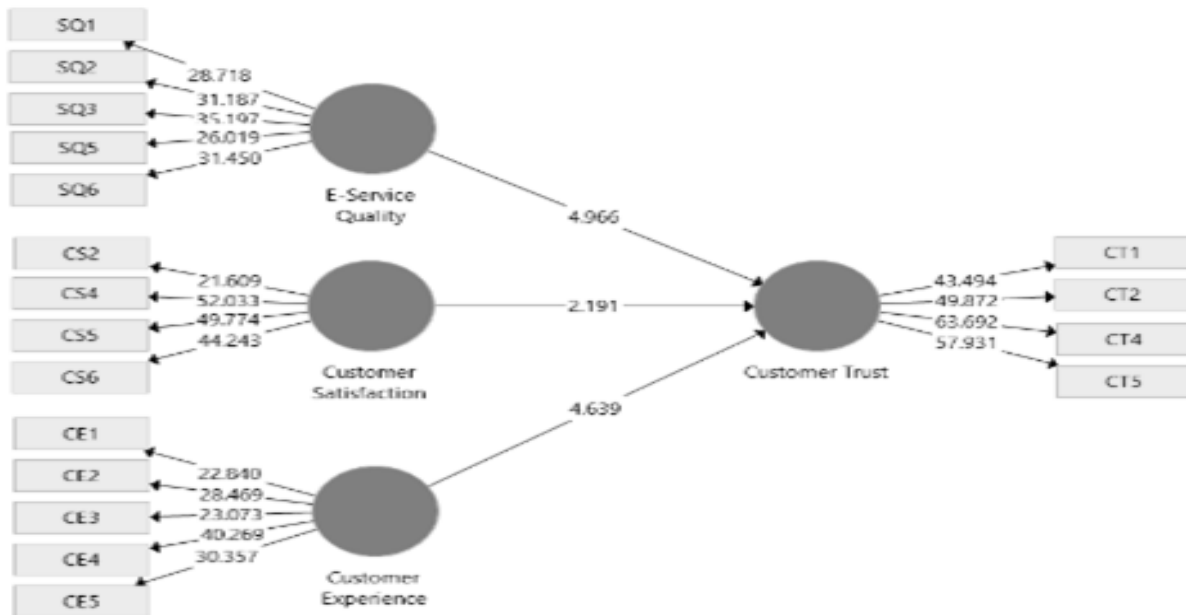 SQ1
28.718
SQ2
31.187
SQ3
35.197
SQ5
26.019
SQ6
31.450
E-Service
Quality
4.966
CS2
21.609
CS4
52.033
CS5
49.774
CS6
44.243
Customer
Satisfaction
2.191
CE1
22.840
CE2
28.469
CE3
23.073
CE4
40.269
CE5
30.357
Customer
Experience
4.639
Customer Trust
CT1
43.494
CT2
49.872
CT4
63.692
CT5
57.931